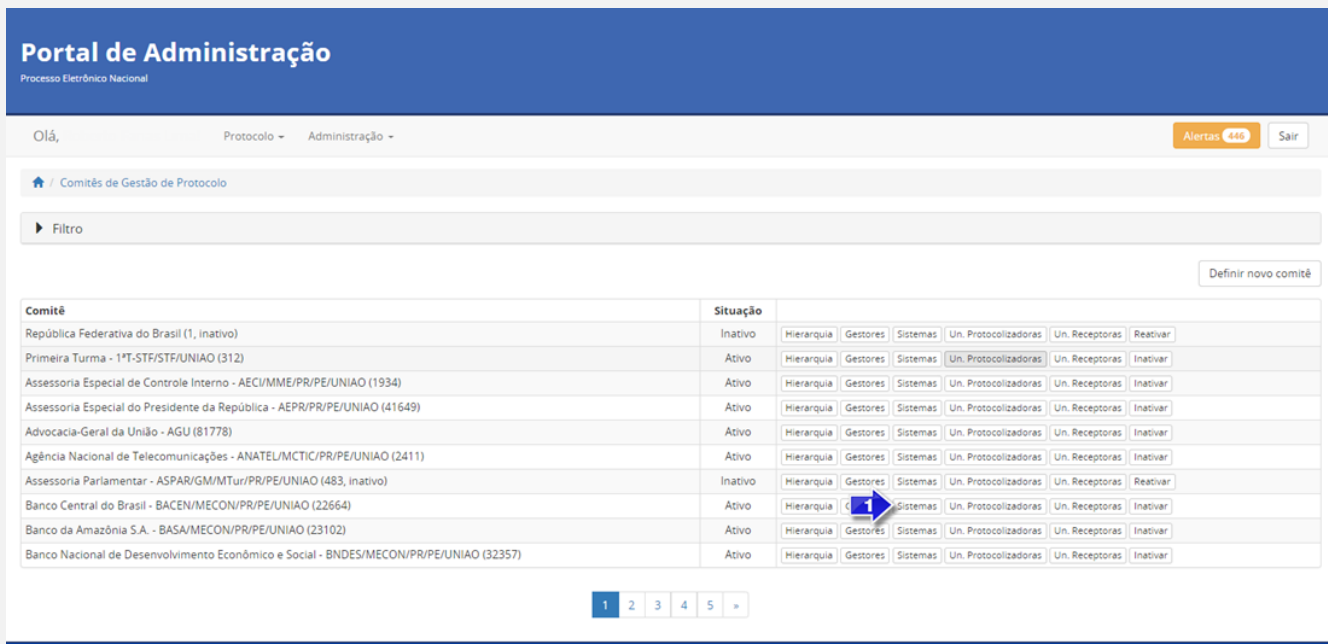 Portal de Administração
Processo Eletrônico Nacional
Olá, Protocolo Administração Alertas 446 Sair
/ Comitês de Gestão de Protocolo
Filtro
Definir novo comitê
Comitê Situação
República Federativa do Brasil (1, inativo) Inativo Hierarquia Gestores Sistemas Un. Protocolizadoras Un. Receptoras Reativar
Primeira Turma - 1ªT-STF/STF/UNIAO (312) Ativo Hierarquia Gestores Sistemas Un. Protocolizadoras Un. Receptoras Inativar
Assessoria Especial de Controle Interno - AECI/MME/PR/PE/UNIAO (1934) Ativo Hierarquia Gestores Sistemas Un. Protocolizadoras Un. Receptoras Inativar
Assessoria Especial do Presidente da República - AEPR/PR/PE/UNIAO (41649) Ativo Hierarquia Gestores Sistemas Un. Protocolizadoras Un. Receptoras Inativar
Advocacia-Geral da União - AGU (81778) Ativo Hierarquia Gestores Sistemas Un. Protocolizadoras Un. Receptoras Inativar
Agência Nacional de Telecomunicações - ANATEL/MCTIC/PR/PE/UNIAO (2411) Ativo Hierarquia Gestores Sistemas Un. Protocolizadoras Un. Receptoras Inativar
Assessoria Parlamentar - ASPAR/GM/MTur/PR/PE/UNIAO (483, inativo) Inativo Hierarquia Gestores Sistemas Un. Protocolizadoras Un. Receptoras Reativar
Banco Central do Brasil - BACEN/MECON/PR/PE/UNIAO (22664) Ativo Hierarquia 1 Sistemas Un. Protocolizadoras Un. Receptoras Inativar
Banco da Amazônia S.A. - BASA/MECON/PR/PE/UNIAO (23102) Ativo Hierarquia Gestores Sistemas Un. Protocolizadoras Un. Receptoras Inativar
Banco Nacional de Desenvolvimento Econômico e Social - BNDES/MECON/PR/PE/UNIAO (32357) Ativo Hierarquia Gestores Sistemas Un. Protocolizadoras Un. Receptoras Inativar
1 2 3 4 5 »